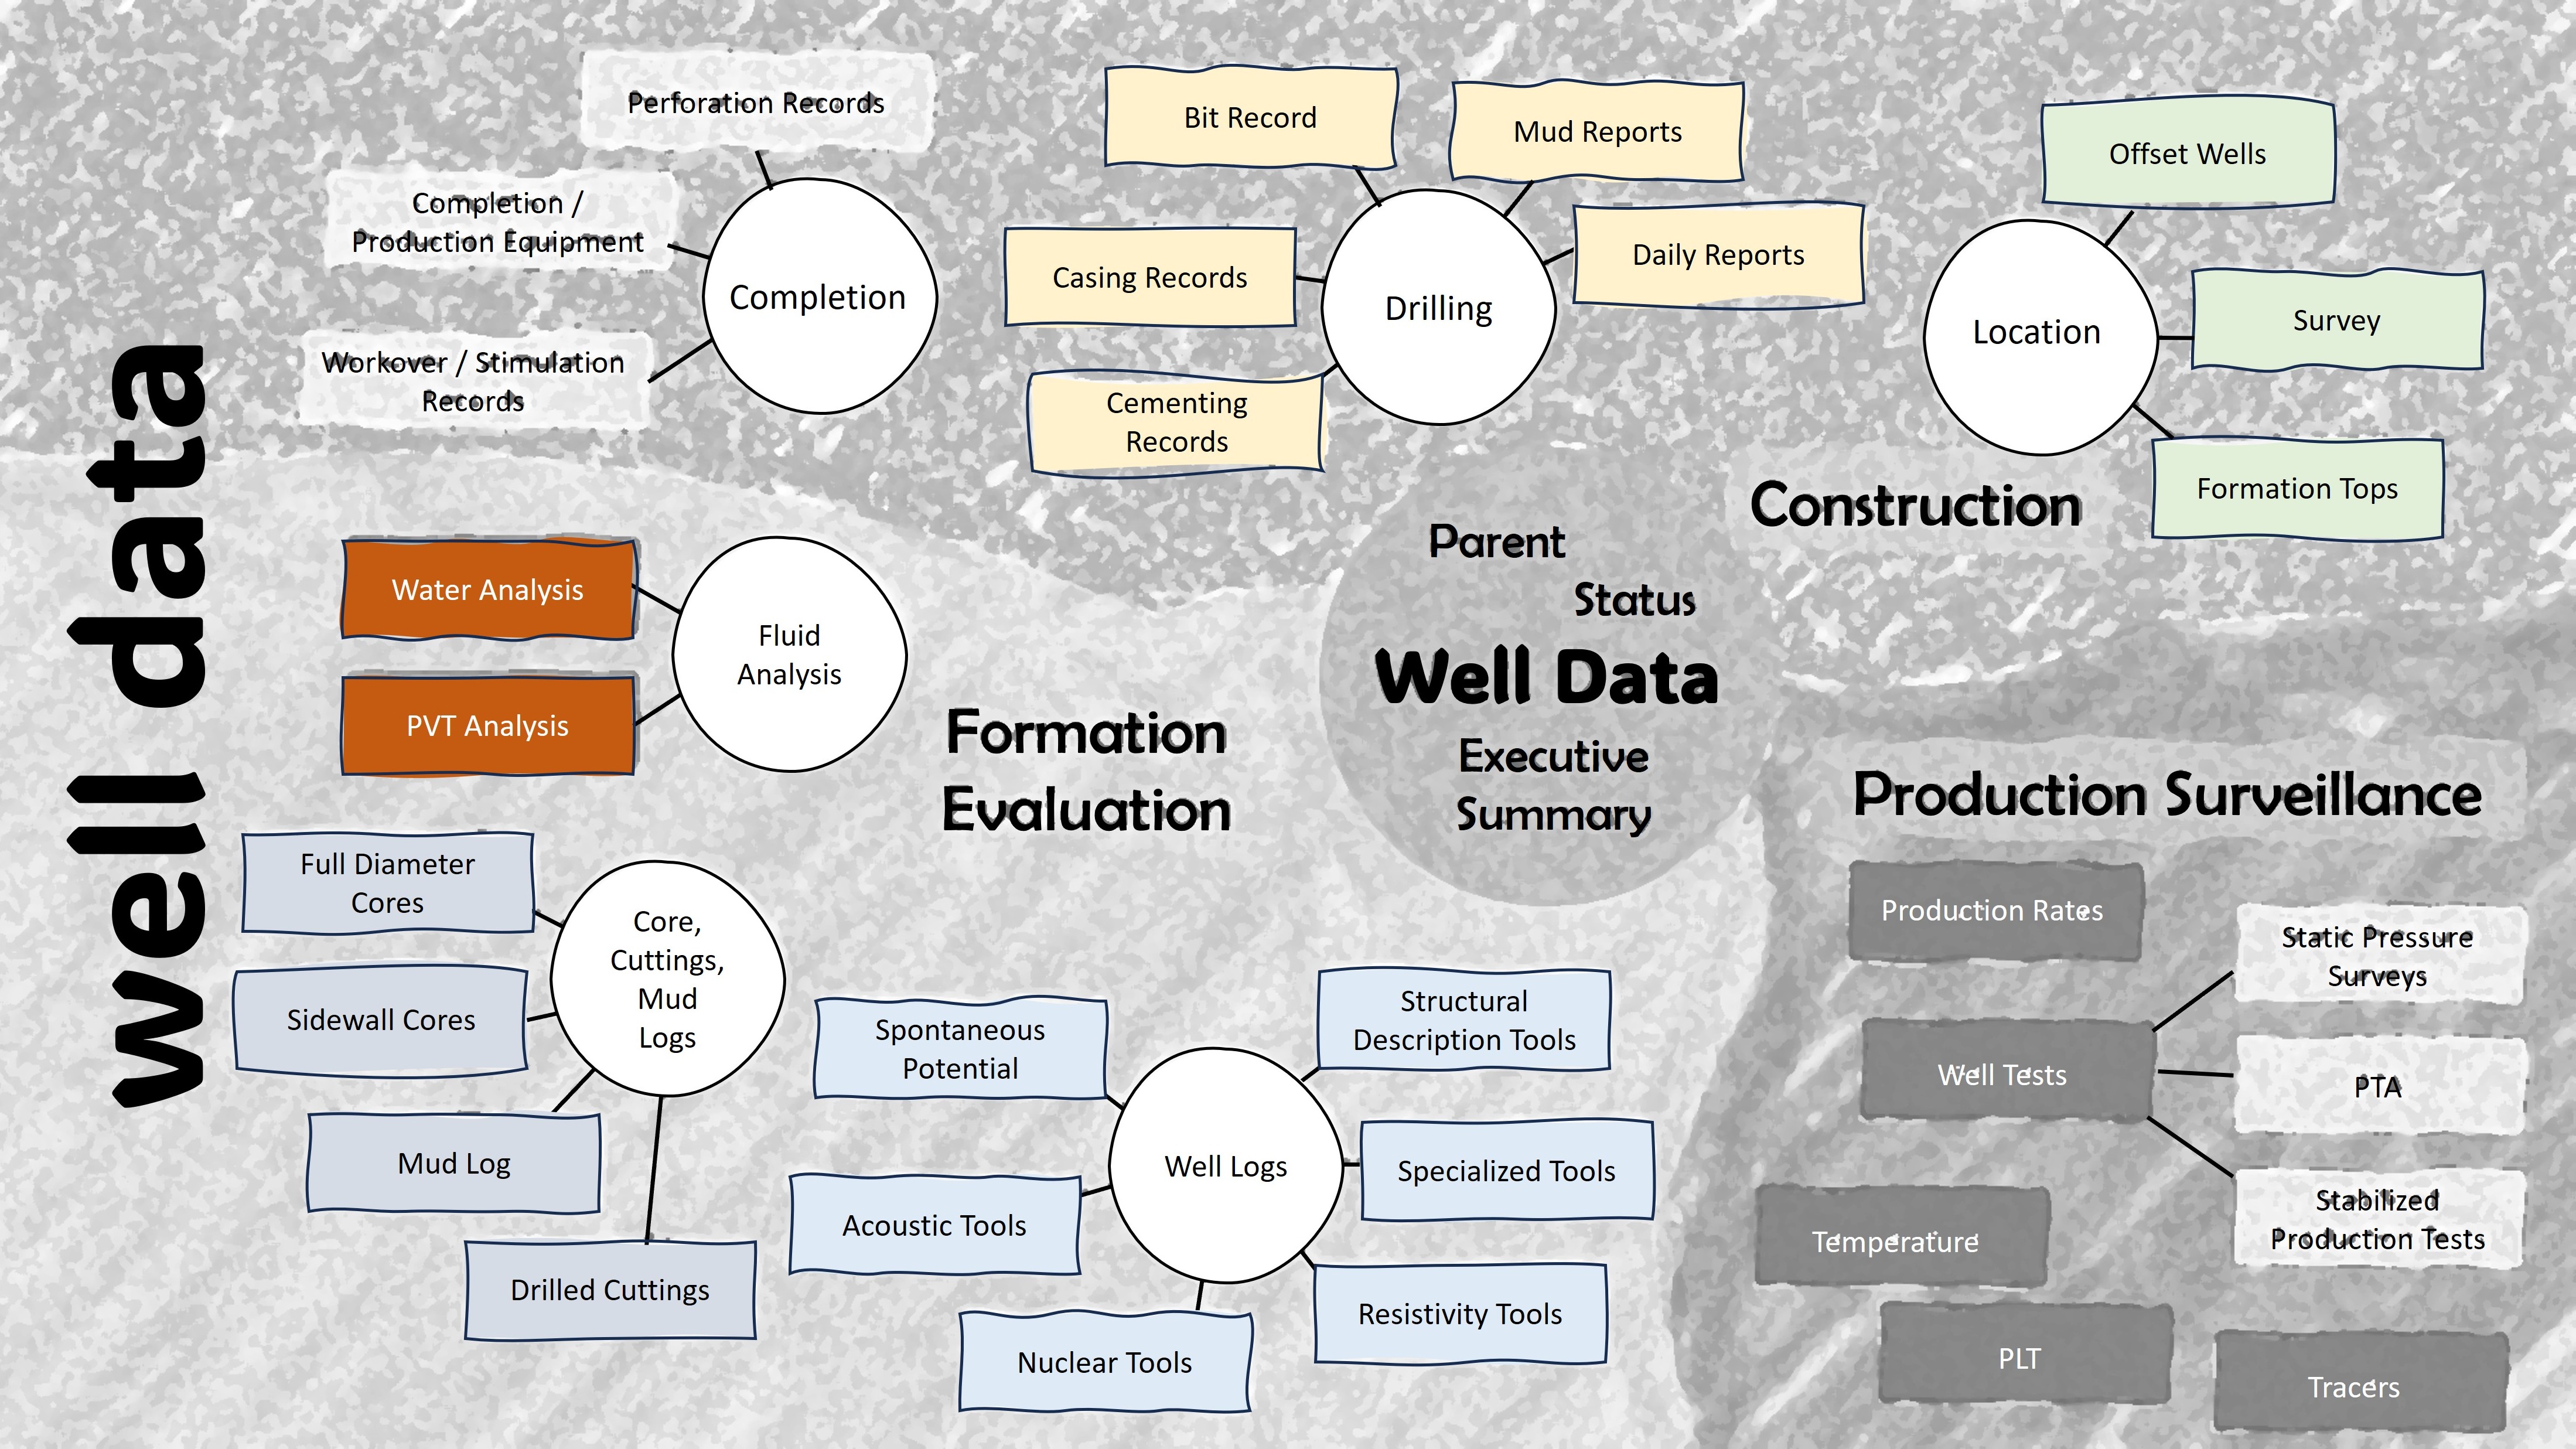 well data
Perforation Records
Completion /
Production Equipment
Workover / Stimulation
Records
Completion
Bit Record
Mud Reports
Daily Reports
Casing Records
Cementing
Records
Drilling
Offset Wells
Survey
Formation Tops
Location
Construction
Parent
Status
Well Data
Executive
Summary
Water Analysis
PVT Analysis
Fluid
Analysis
Formation
Evaluation
Full Diameter
Cores
Sidewall Cores
Mud Log
Drilled Cuttings
Core,
Cuttings,
Mud
Logs
Spontaneous
Potential
Acoustic Tools
Nuclear Tools
Well Logs
Structural
Description Tools
Specialized Tools
Resistivity Tools
Production Surveillance
Production Rates
Well Tests
Static Pressure
Surveys
PTA
Stabilized
Production Tests
Temperature
PLT
Tracers